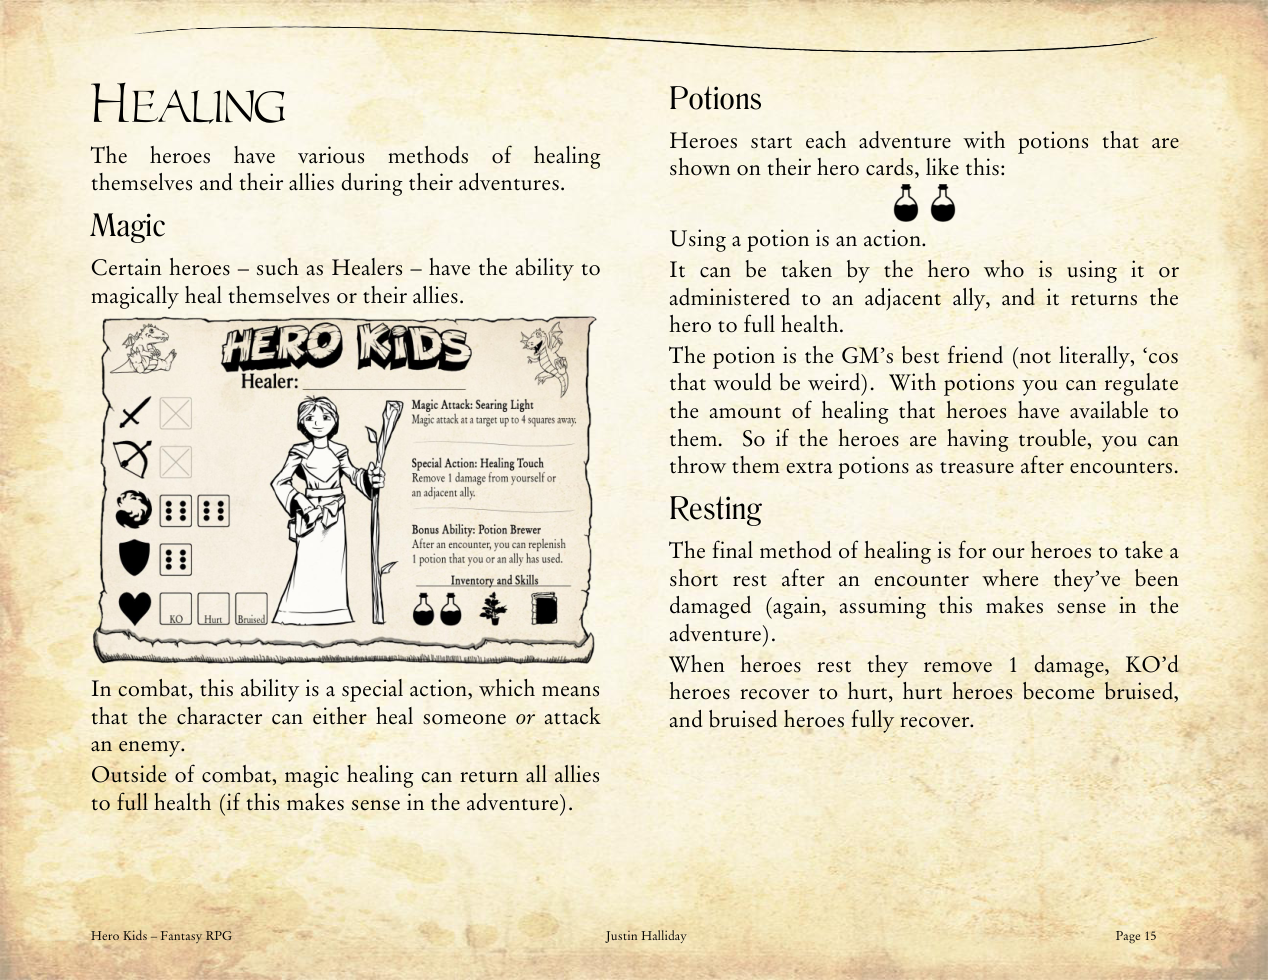 HEALING
The heroes have various methods of healing
themselves and their allies during their adventures.
Magic
Certain heroes – such as Healers – have the ability to
magically heal themselves or their allies.
HERO KiDS
Healer:
Magic Attack: Searing Light
Magic attack at a target up to 4 squares away.
Special Action: Healing Touch
Remove 1 damage from yourself or
an adjacent ally.
Bonus Ability: Potion Brewer
After an encounter, you can replenish
1 potion that you or an ally has used.
Inventory and Skills
KO Hurt Bruised
In combat, this ability is a special action, which means
that the character can either heal someone or attack
an enemy.
Outside of combat, magic healing can return all allies
to full health (if this makes sense in the adventure).
Potions
Heroes start each adventure with potions that are
shown on their hero cards, like this:
Using a potion is an action.
It can be taken by the hero who is using it or
administered to an adjacent ally, and it returns the
hero to full health.
The potion is the GM’s best friend (not literally, ‘cos
that would be weird). With potions you can regulate
the amount of healing that heroes have available to
them. So if the heroes are having trouble, you can
throw them extra potions as treasure after encounters.
Resting
The final method of healing is for our heroes to take a
short rest after an encounter where they’ve been
damaged (again, assuming this makes sense in the
adventure).
When heroes rest they remove 1 damage, KO’d
heroes recover to hurt, hurt heroes become bruised,
and bruised heroes fully recover.
Hero Kids – Fantasy RPG
Justin Halliday
Page 15